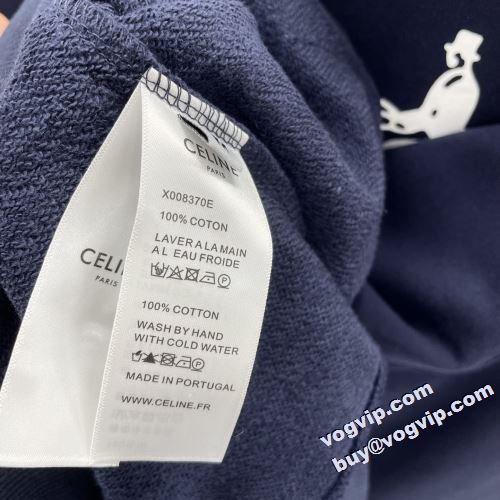 CELINE
PARIS
X008370E
100% COTON
LAVER A LA MAIN
A L EAU FROIDE
100% COTTON
WASH BY HAND
WITH COLD WATER
MADE IN PORTUGAL
WWW.CELINE.FR
CELINE
PARIS
vogvip.com
buy@vogvip.com